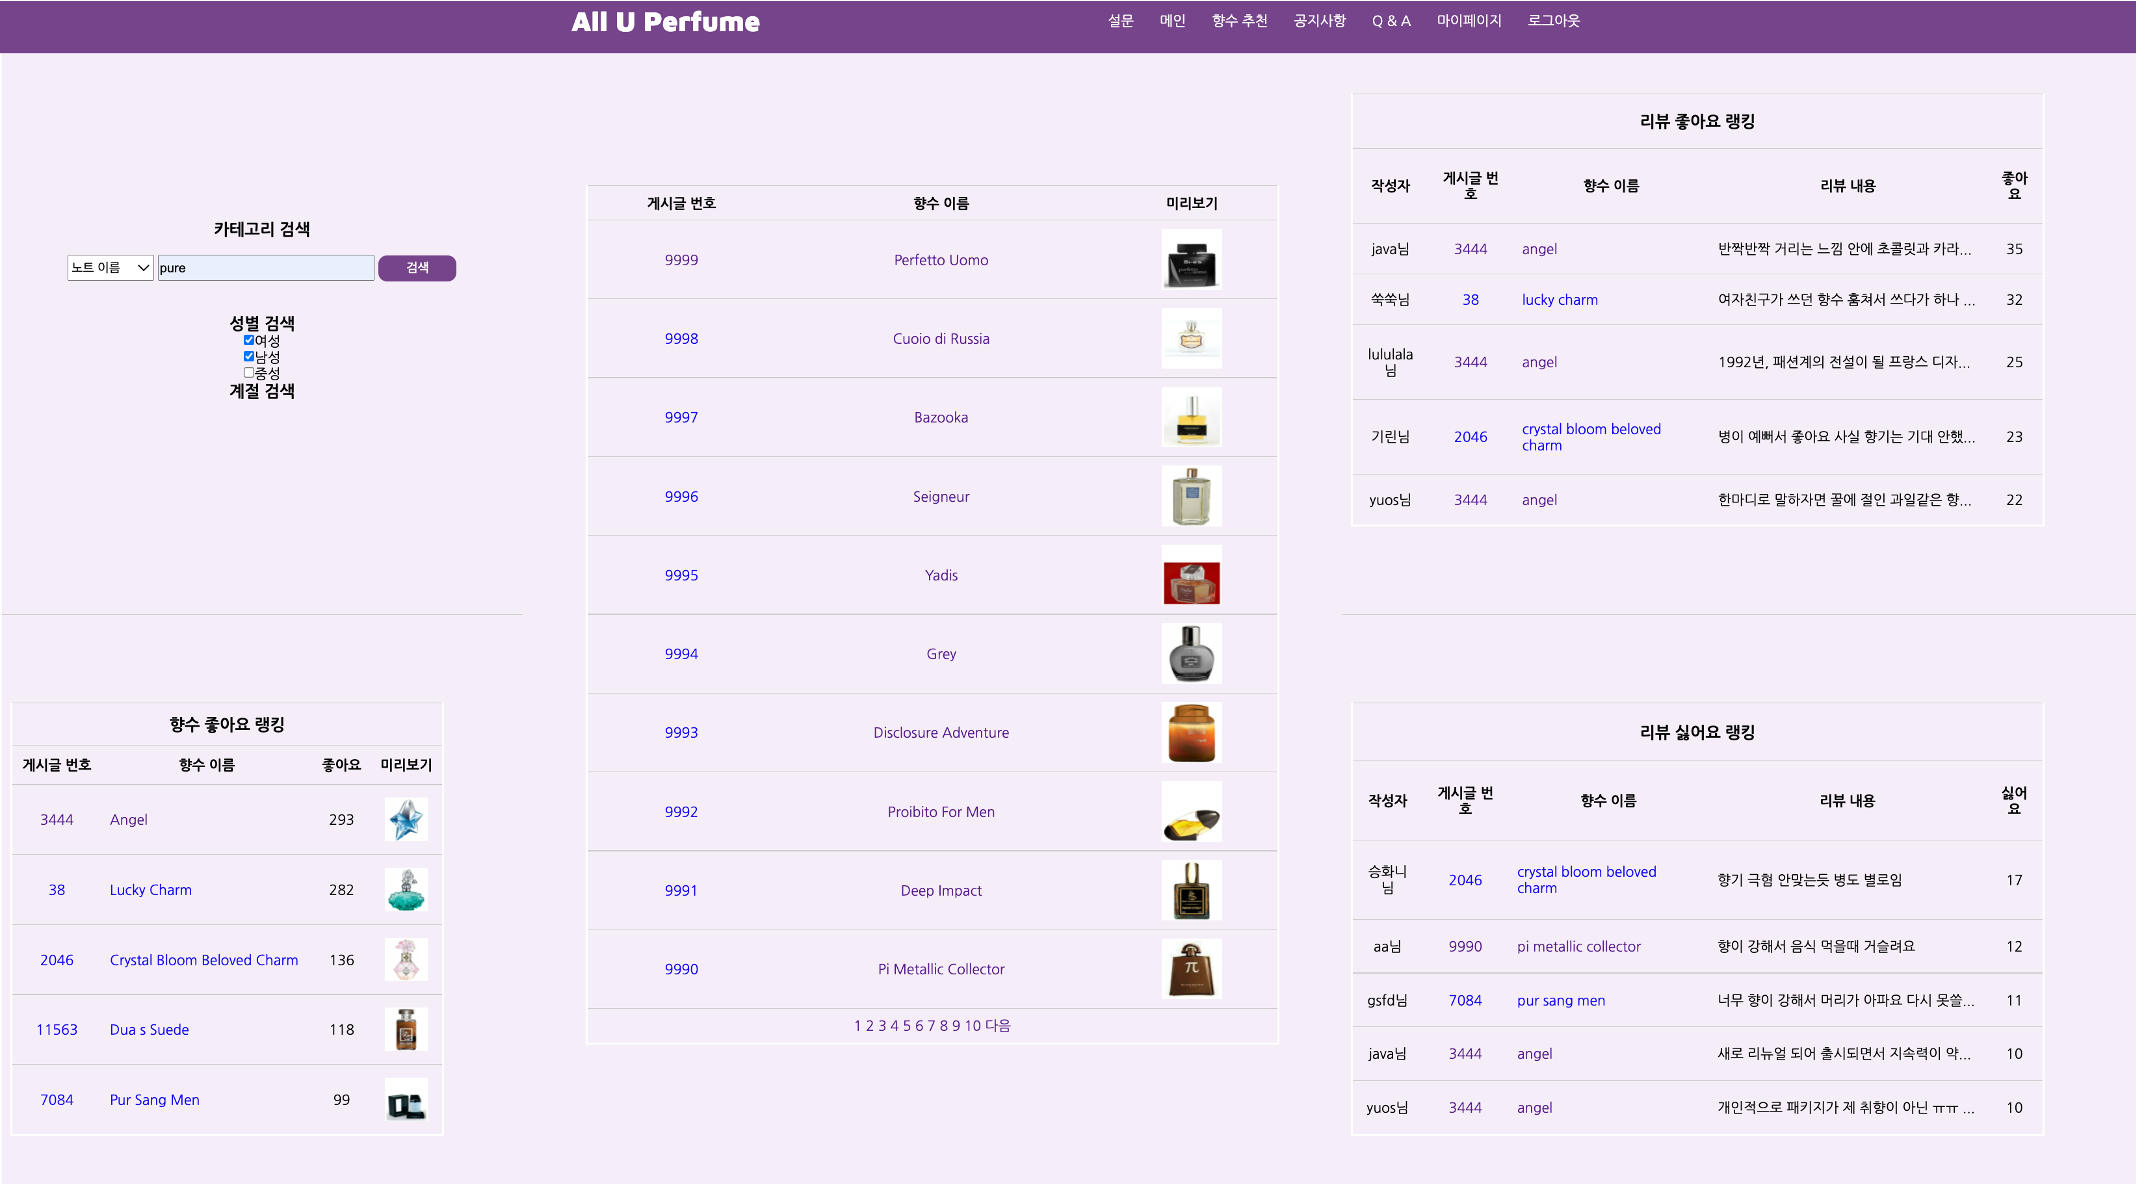 All U Perfume
설문 메인 향수 추천 공지사항 Q & A 마이페이지 로그아웃
카테고리 검색
노트 이름 pure 검색
성별 검색
여성
남성
중성
계절 검색
향수 좋아요 랭킹
게시글 번호 향수 이름 좋아요 미리보기
3444 Angel 293
38 Lucky Charm 282
2046 Crystal Bloom Beloved Charm 136
11563 Dua s Suede 118
7084 Pur Sang Men 99
게시글 번호 향수 이름 미리보기
9999 Perfetto Uomo
9998 Cuoio di Russia
9997 Bazooka
9996 Seigneur
9995 Yadis
9994 Grey
9993 Disclosure Adventure
9992 Proibito For Men
9991 Deep Impact
9990 Pi Metallic Collector
1 2 3 4 5 6 7 8 9 10 다음
리뷰 좋아요 랭킹
작성자 게시글 번호 향수 이름 리뷰 내용 좋아요
java님 3444 angel 반짝반짝 거리는 느낌 안에 초콜릿과 카라... 35
쑥쑥님 38 lucky charm 여자친구가 쓰던 향수 훔쳐서 쓰다가 하나 ... 32
lululala님 3444 angel 1992년, 패션계의 전설이 될 프랑스 디자... 25
기린님 2046 crystal bloom beloved charm 병이 예뻐서 좋아요 사실 향기는 기대 안했... 23
yuos님 3444 angel 한마디로 말하자면 꿀에 절인 과일같은 향... 22
리뷰 싫어요 랭킹
작성자 게시글 번호 향수 이름 리뷰 내용 싫어요
승화니님 2046 crystal bloom beloved charm 향기 극혐 안맞는듯 병도 별로임 17
aa님 9990 pi metallic collector 향이 강해서 음식 먹을때 거슬려요 12
gsfd님 7084 pur sang men 너무 향이 강해서 머리가 아파요 다시 못쓸... 11
java님 3444 angel 새로 리뉴얼 되어 출시되면서 지속력이 약... 10
yuos님 3444 angel 개인적으로 패키지가 제 취향이 아닌 ㅠㅠ ... 10